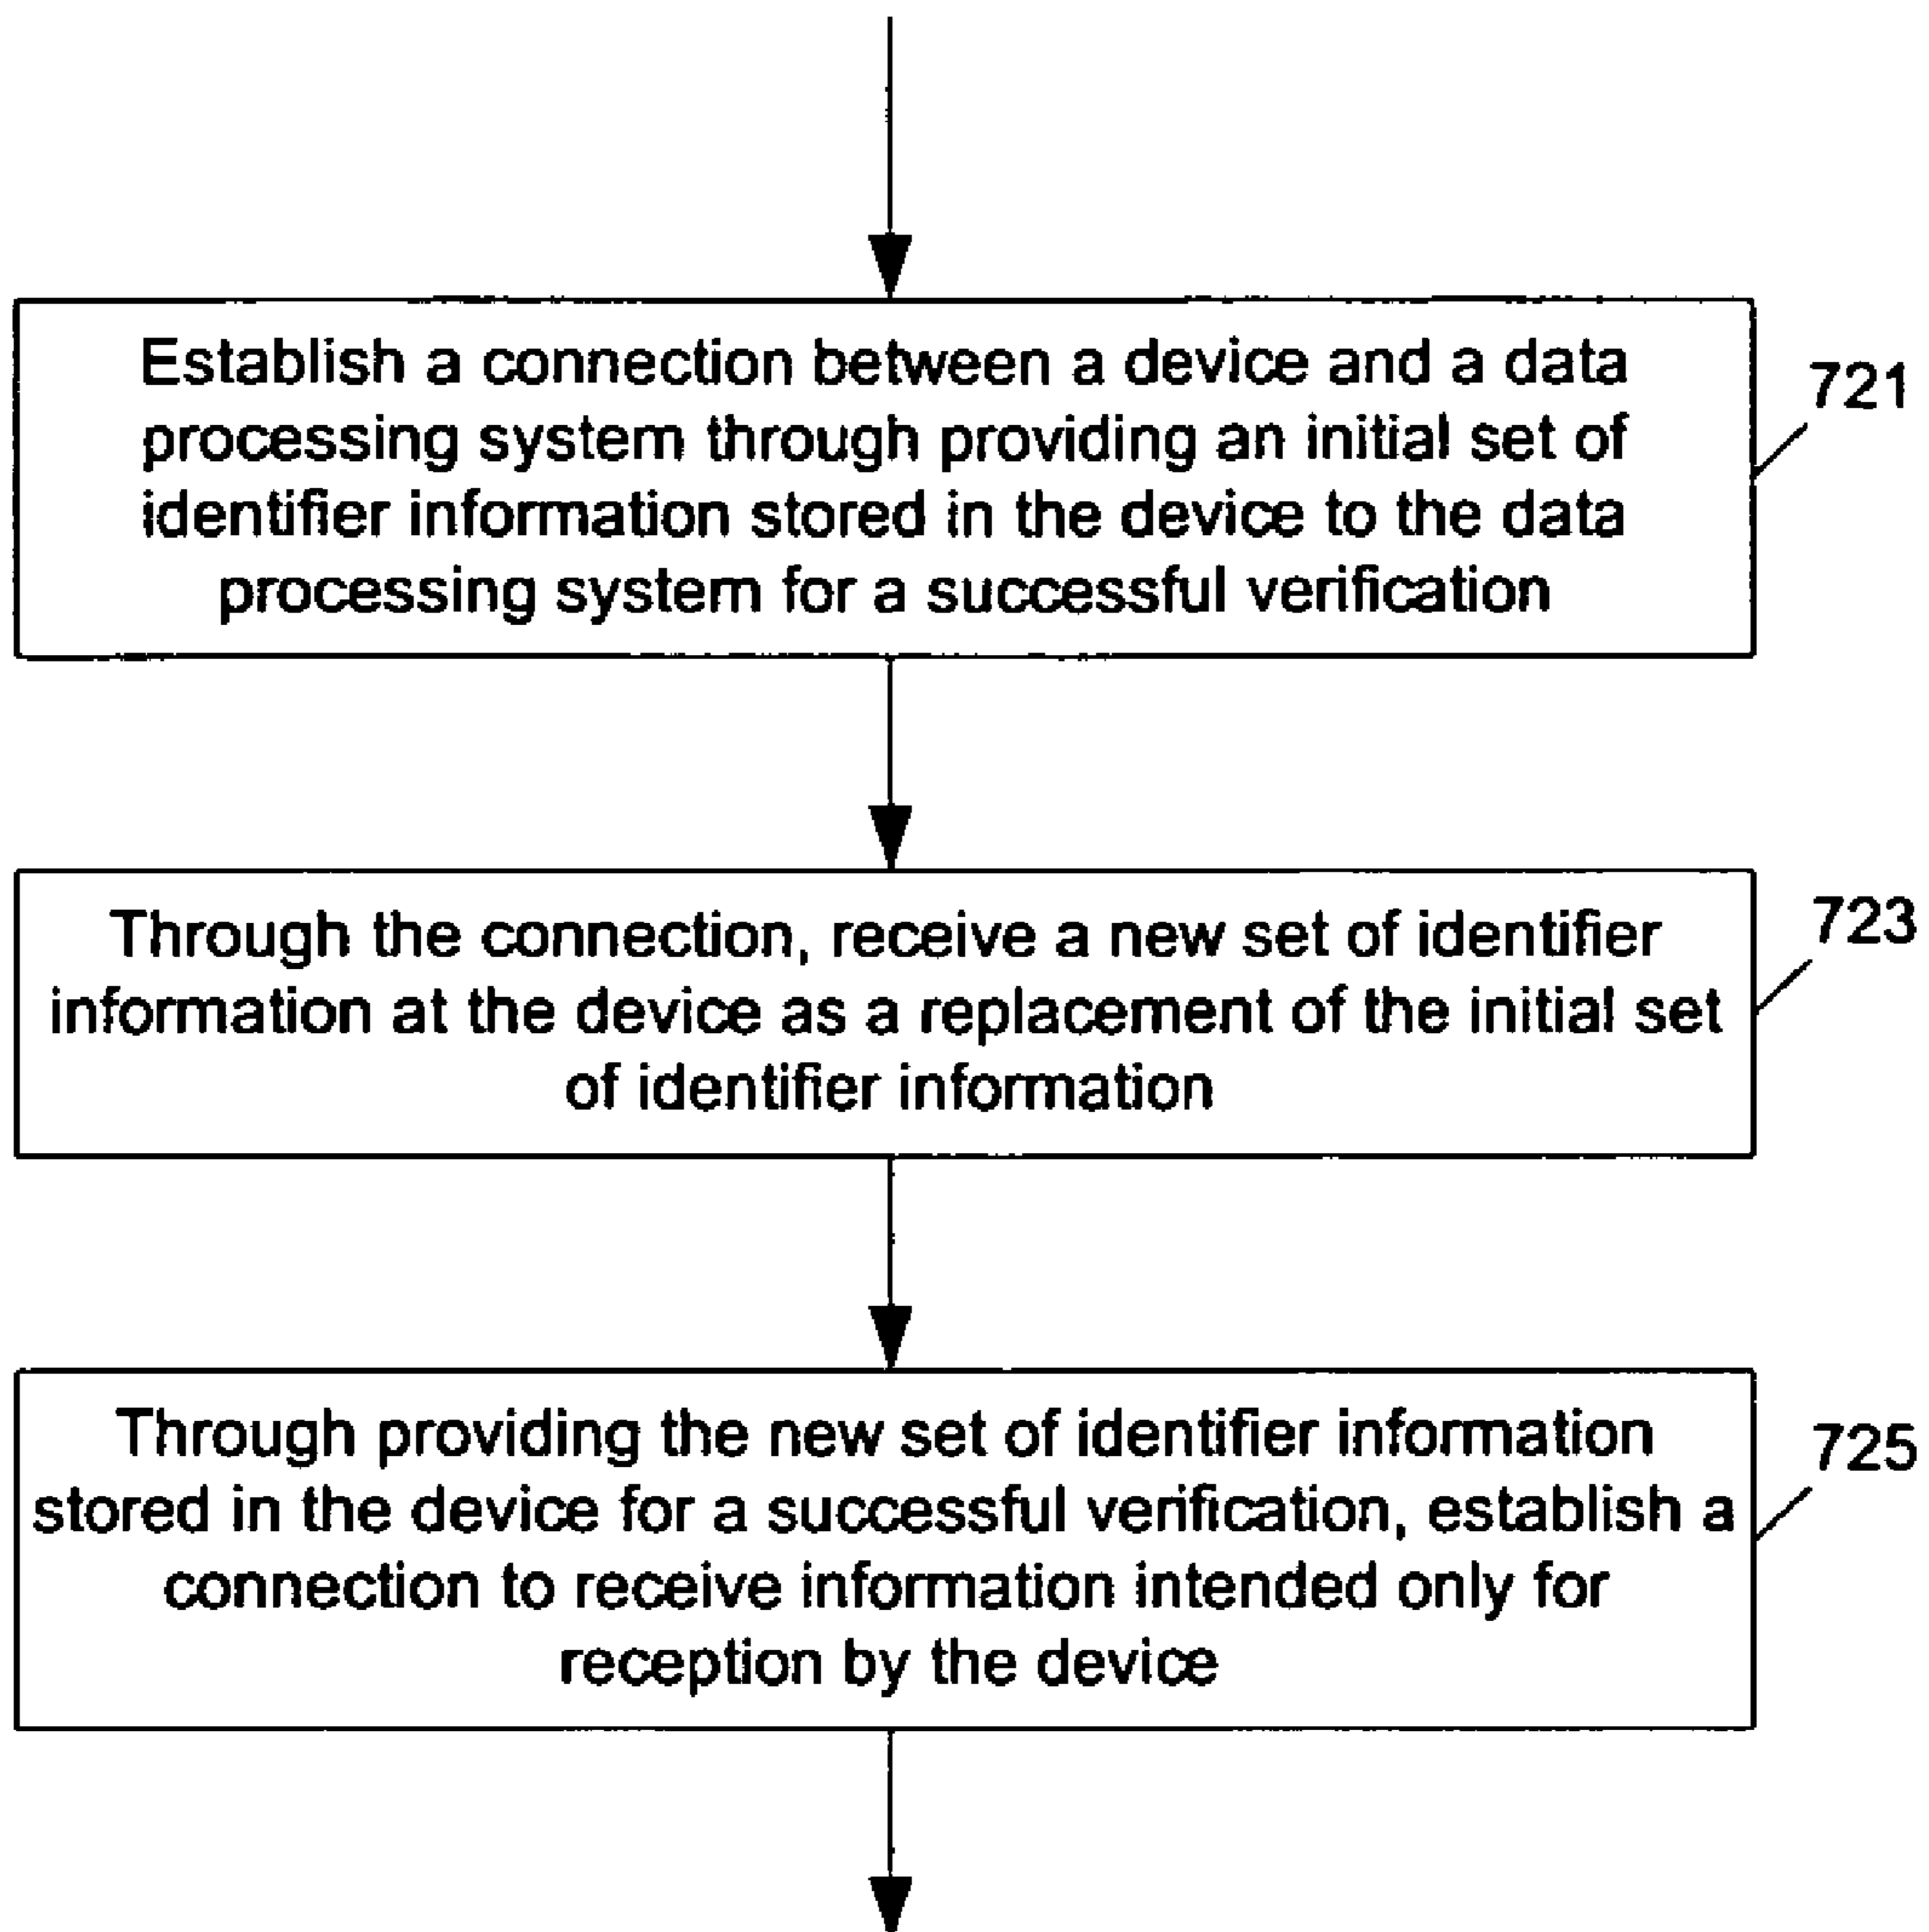 Establish a connection between a device and a data
processing system through providing an initial set of
identifier information stored in the device to the data
processing system for a successful verification
721
Through the connection, receive a new set of identifier
information at the device as a replacement of the initial set
of identifier information
723
Through providing the new set of identifier information
stored in the device for a successful verification, establish a
connection to receive information intended only for
reception by the device
725